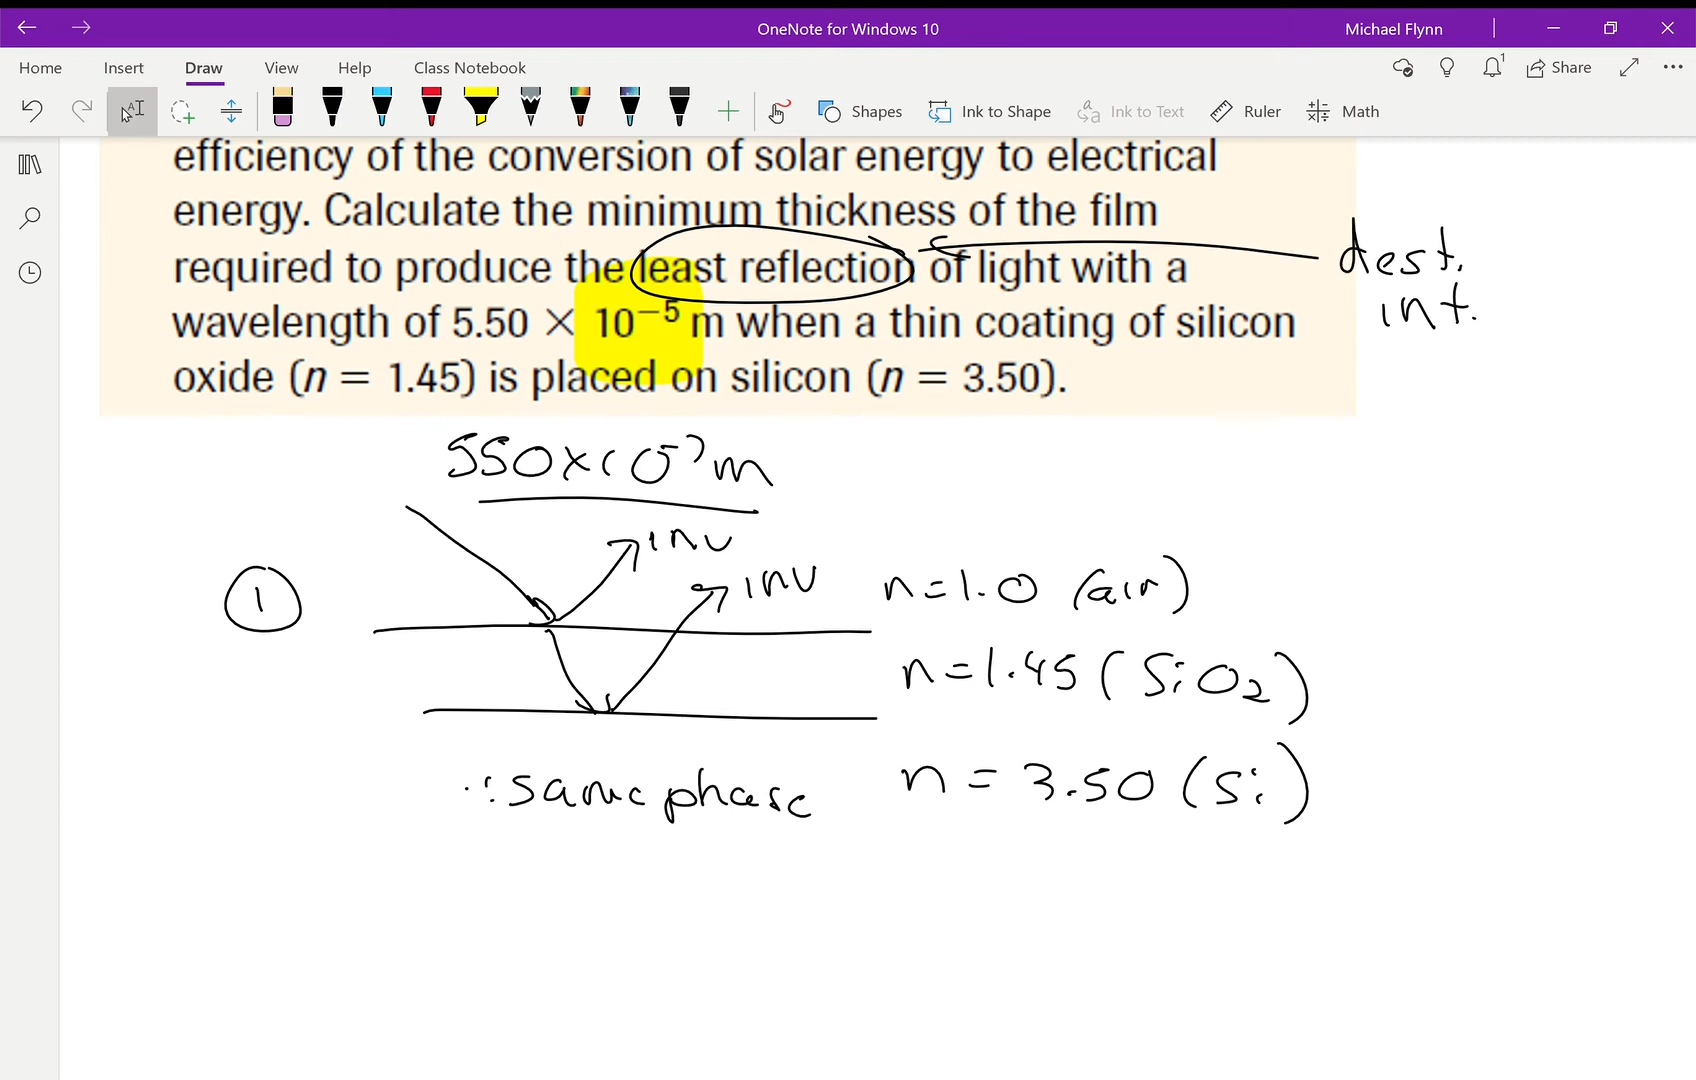 OneNote for Windows 10
Michael Flynn
Home Insert Draw View Help Class Notebook
1
Share
Shapes
Ink to Shape
Ink to Text
Ruler
Math
efficiency of the conversion of solar energy to electrical
energy. Calculate the minimum thickness of the film
required to produce the least reflection of light with a
wavelength of 5.50 × 10⁻⁵ m when a thin coating of silicon
oxide (n = 1.45) is placed on silicon (n = 3.50).
dest.
int.
550×10⁻⁷m
1
INV
INV
n=1.0 (air)
n=1.45 (SiO₂)
n = 3.50 (Si)
∴ same phase